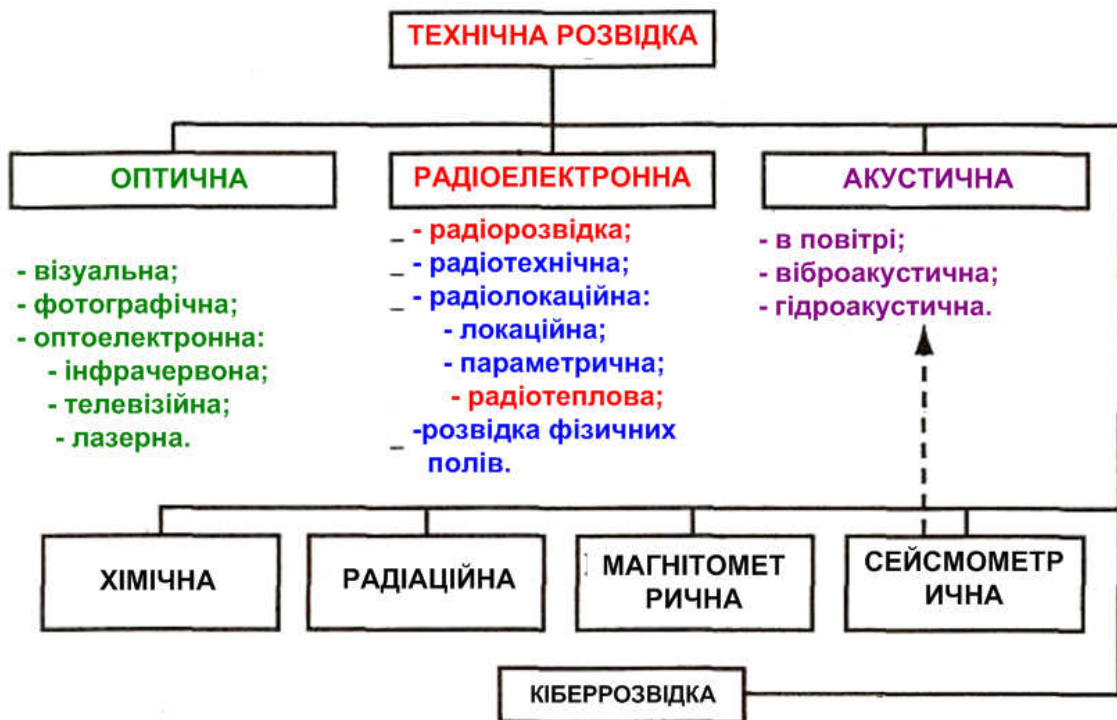 ТЕХНІЧНА РОЗВІДКА
ОПТИЧНА
- візуальна;
- фотографічна;
- оптоелектронна:
- інфрачервона;
- телевізійна;
- лазерна.
РАДІОЕЛЕКТРОННА
- радіорозвідка;
- радіотехнічна;
- радіолокаційна:
- локаційна;
- параметрична;
- радіотеплова;
-розвідка фізичних
полів.
АКУСТИЧНА
- в повітрі;
- віброакустична;
- гідроакустична.
ХІМІЧНА
РАДІАЦІЙНА
МАГНІТОМЕТ
РИЧНА
СЕЙСМОМЕТР
ИЧНА
КІБЕРРОЗВІДКА